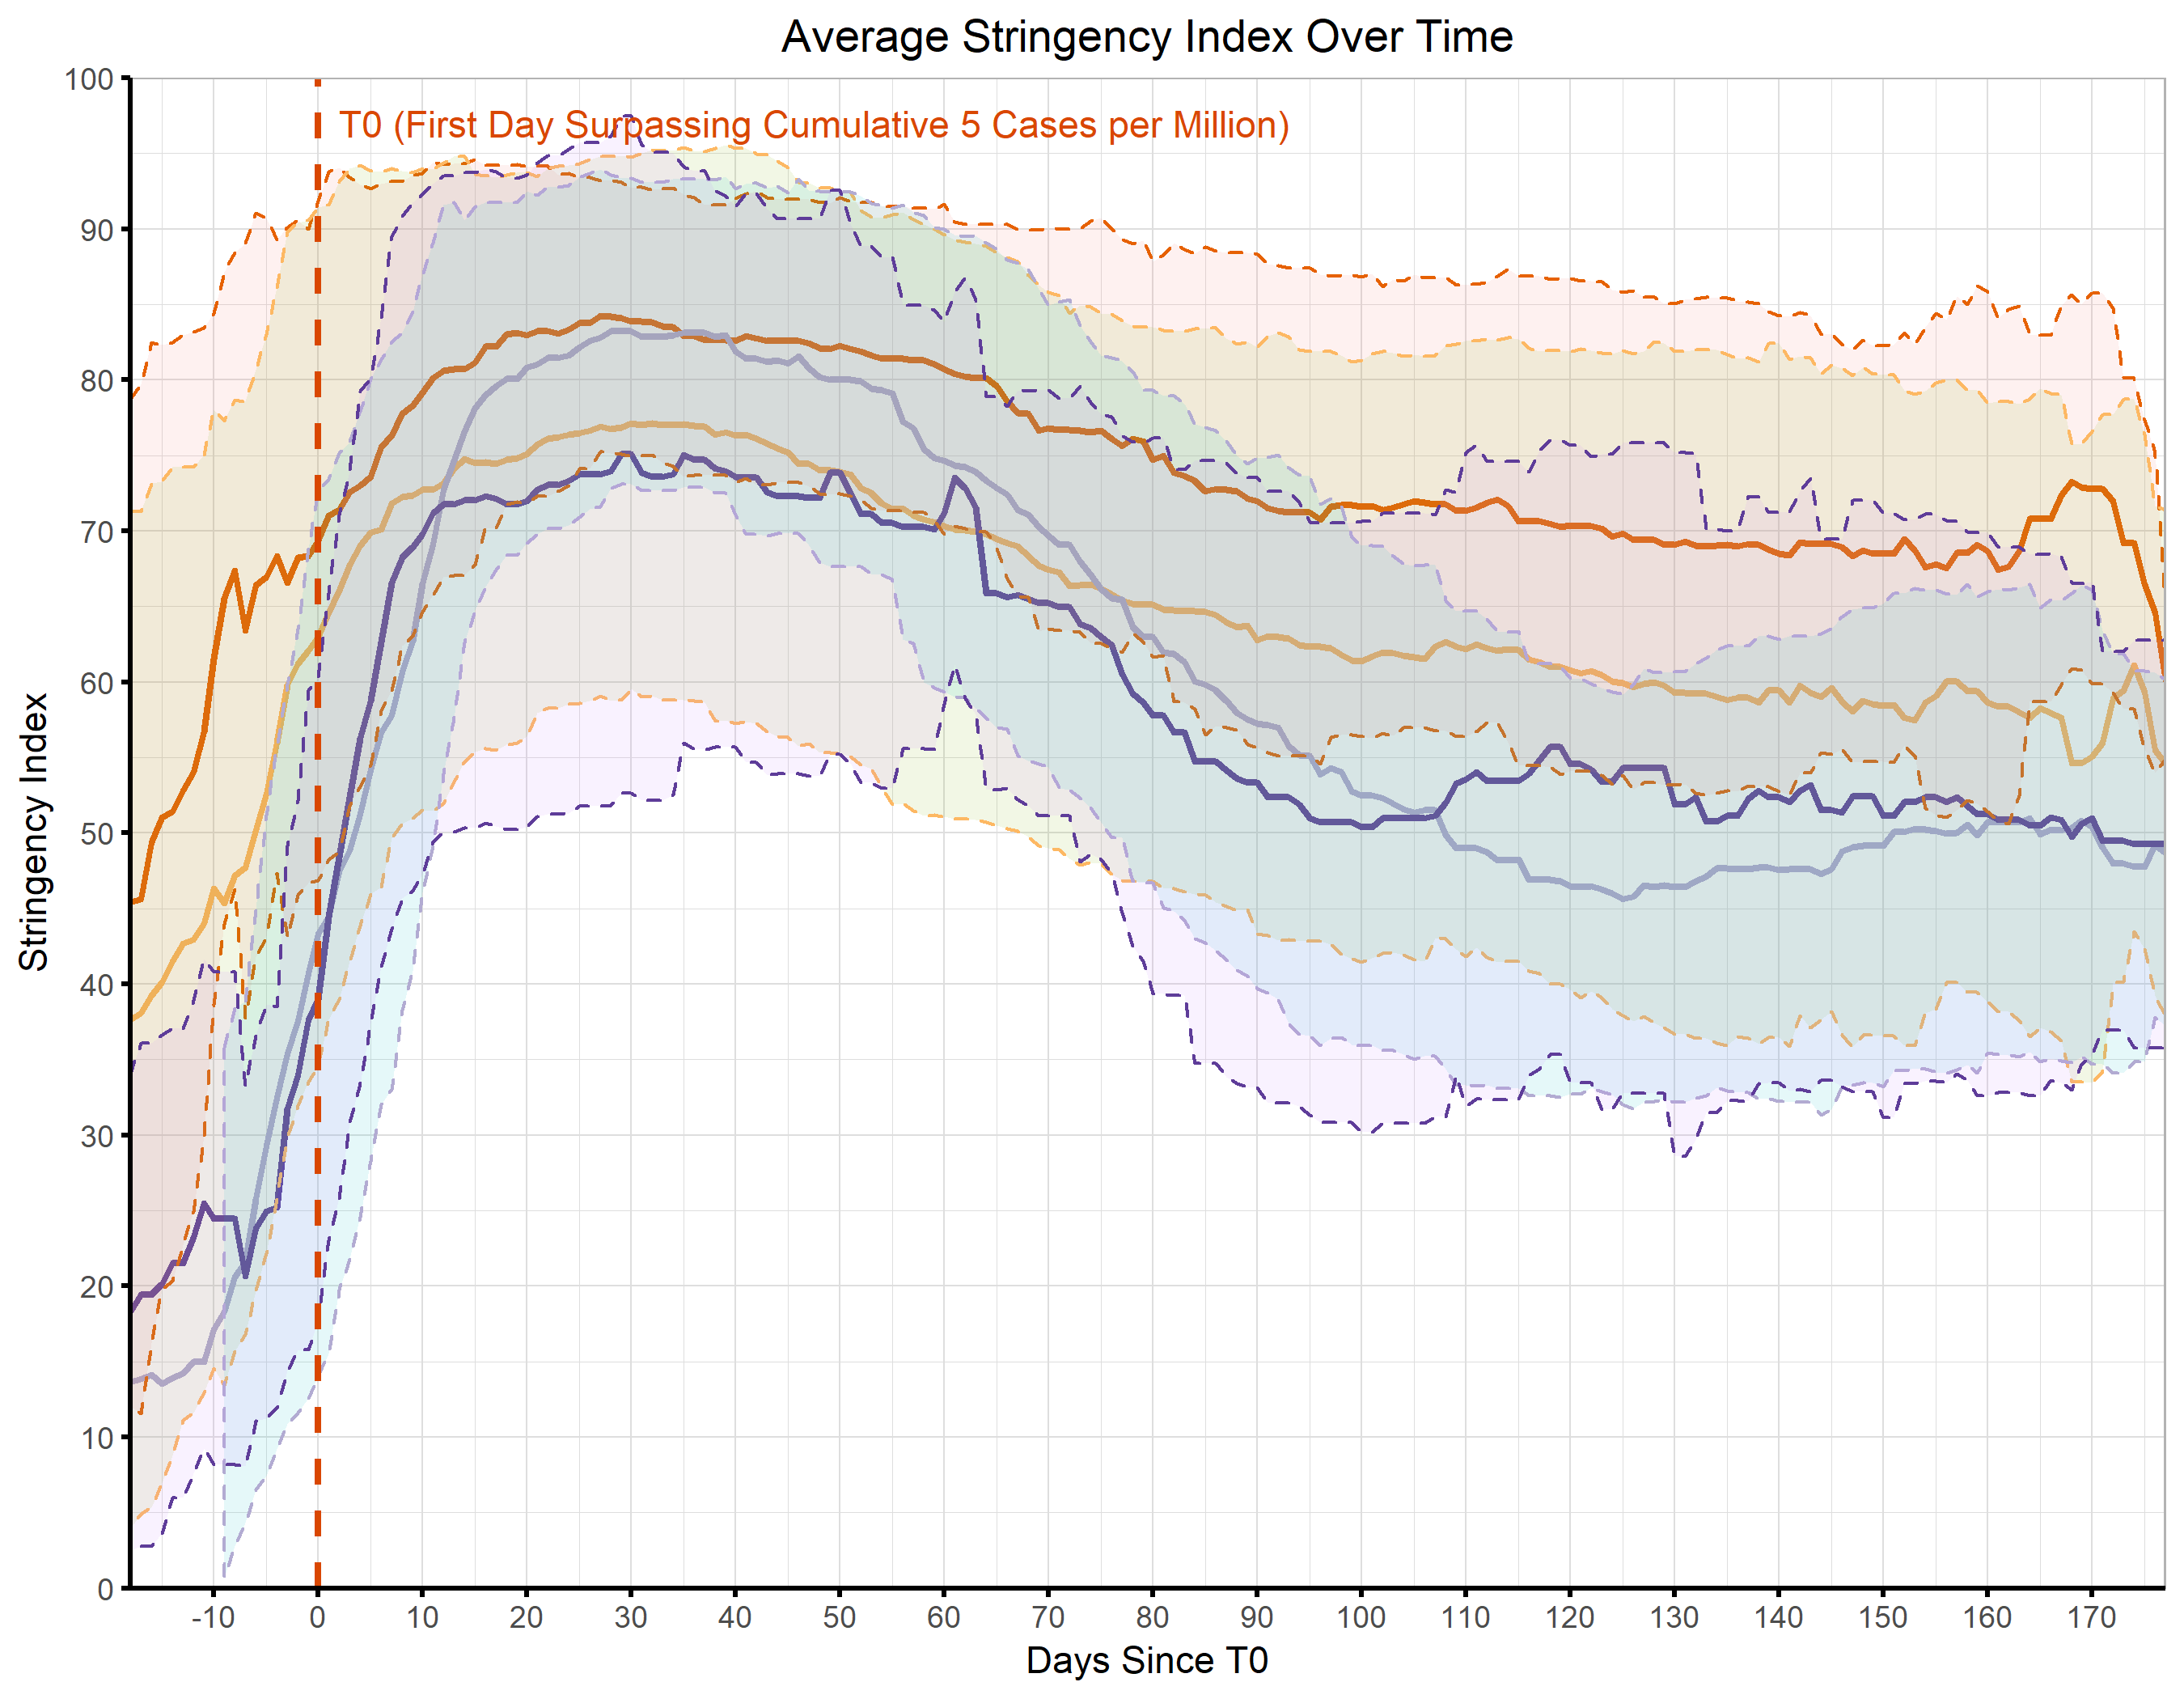 Average Stringency Index Over Time
T0 (First Day Surpassing Cumulative 5 Cases per Million)
Stringency Index
100
90
80
70
60
50
40
30
20
10
0
-10 0 10 20 30 40 50 60 70 80 90 100 110 120 130 140 150 160 170
Days Since T0